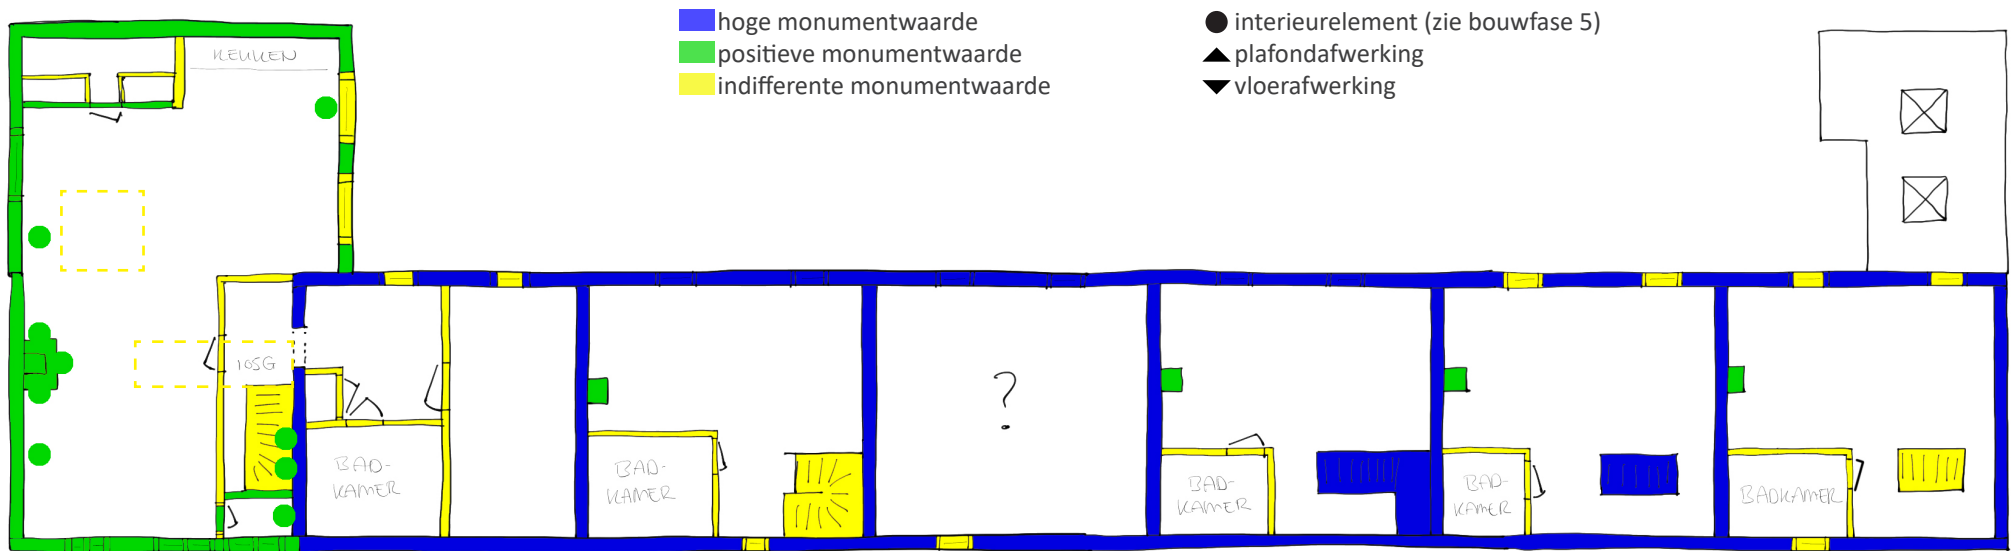 hoge monumentwaarde
positieve monumentwaarde
indifferente monumentwaarde
interieurelement (zie bouwfase 5)
plafondafwerking
vloerafwerking
KEUKEN
105G
?
BAD-
KAMER
BAD-
KAMER
BAD-
KAMER
BAD-
KAMER
BADKAMER